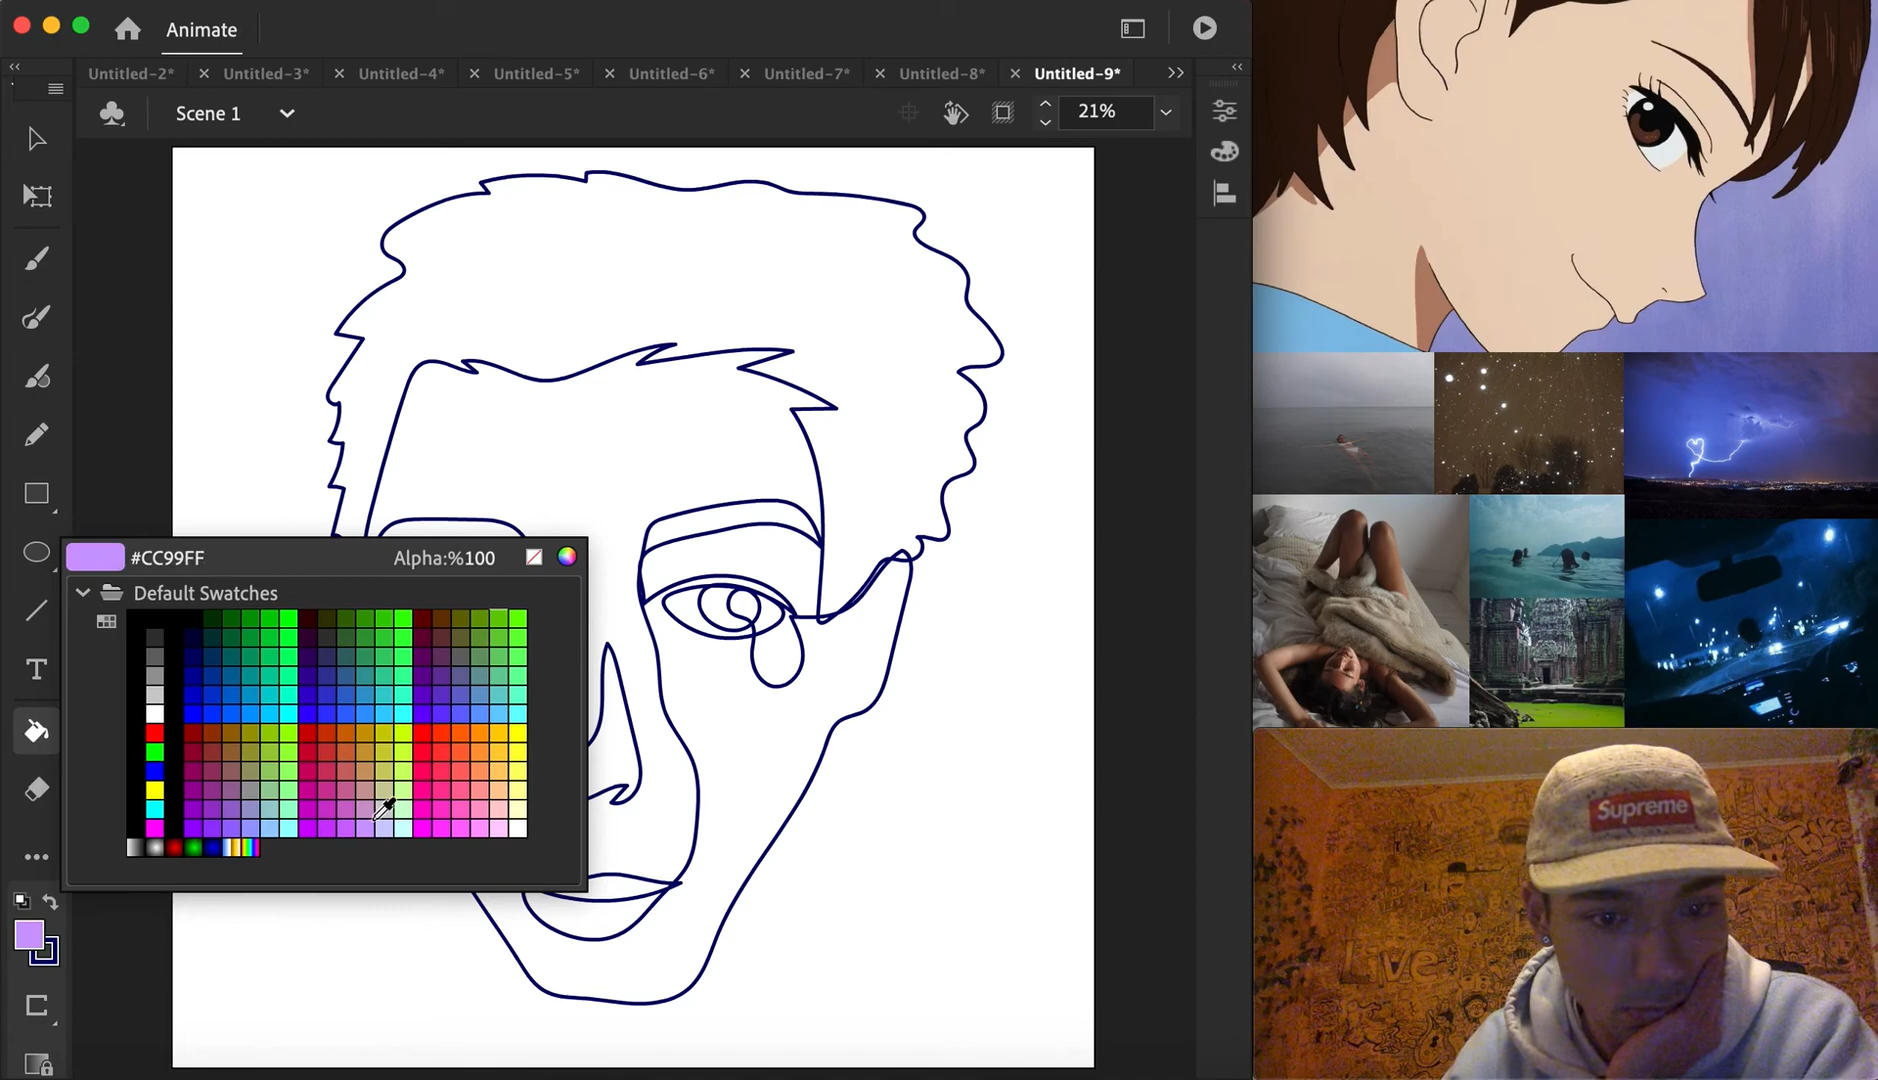 Animate
Untitled-2* × Untitled-3* × Untitled-4* × Untitled-5* × Untitled-6* × Untitled-7* × Untitled-8* × Untitled-9*
Scene 1
21%
#CC99FF Alpha:%100
Default Swatches
Supreme
Live